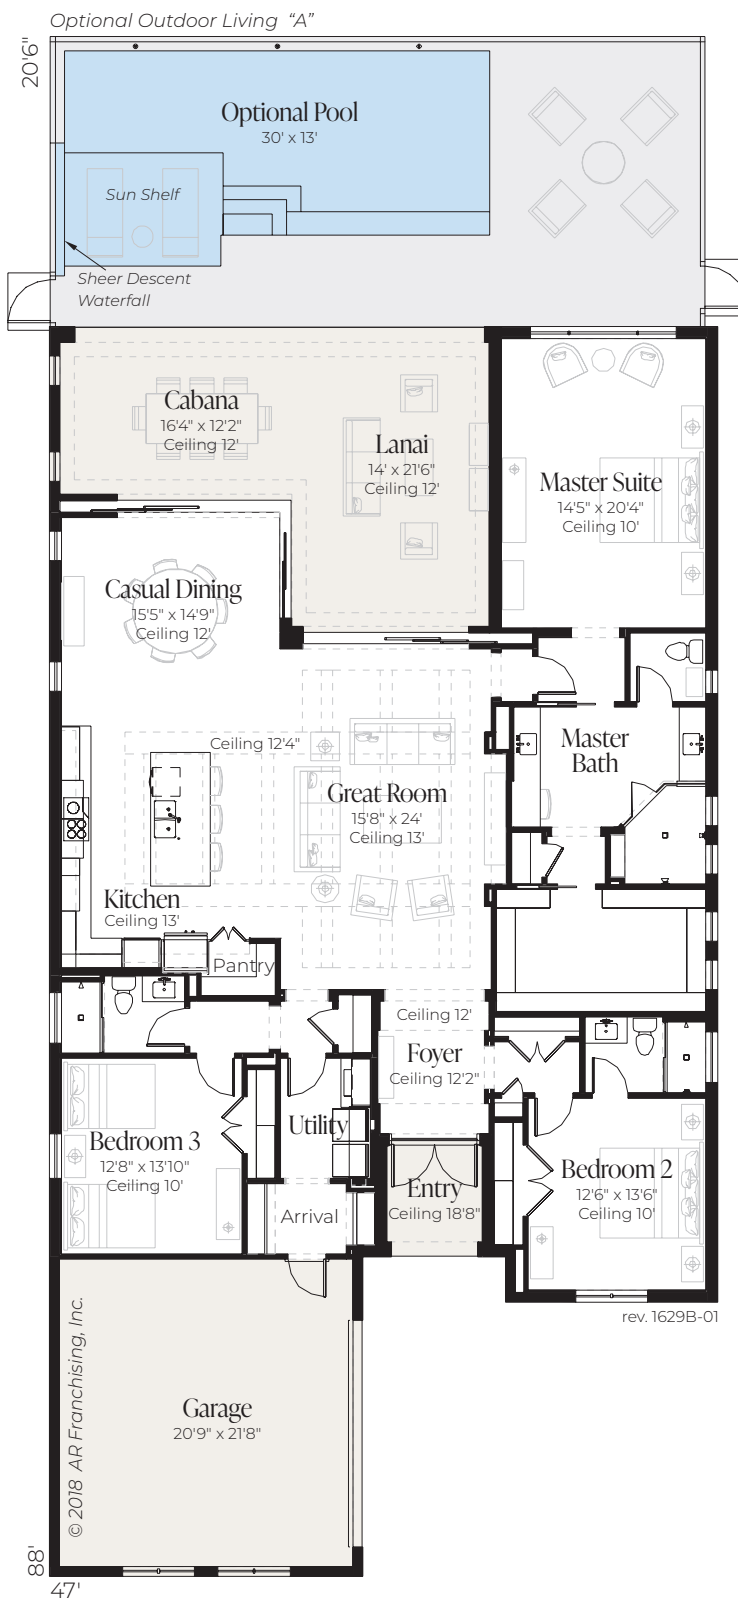 Optional Outdoor Living "A"
20'6"
Optional Pool
30' x 13'
Sun Shelf
Sheer Descent
Waterfall
Cabana
16'4" x 12'2"
Ceiling 12'
Lanai
14' x 21'6"
Ceiling 12'
Master Suite
14'5" x 20'4"
Ceiling 10'
Casual Dining
15'5" x 14'9"
Ceiling 12'
Ceiling 12'4"
Master
Bath
Great Room
15'8" x 24'
Ceiling 13'
Kitchen
Ceiling 13'
Pantry
Ceiling 12'
Foyer
Ceiling 12'2"
Utility
Bedroom 3
12'8" x 13'10"
Ceiling 10'
Bedroom 2
12'6" x 13'6"
Ceiling 10'
Entry
Ceiling 18'8"
Arrival
rev. 1629B-01
Garage
20'9" x 21'8"
© 2018 AR Franchising, Inc.
88'
47'